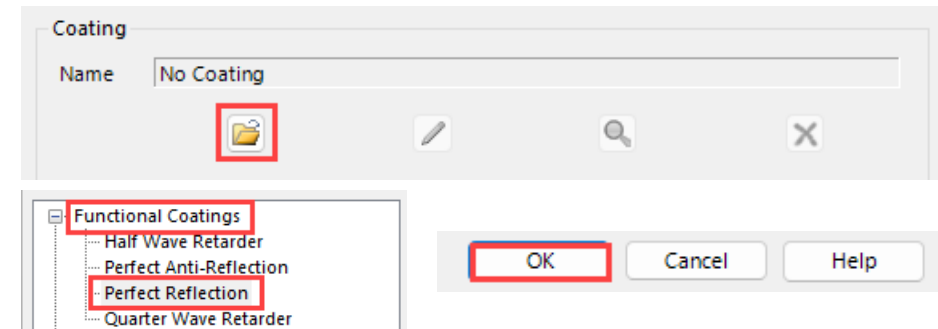 Coating
Name No Coating
Functional Coatings
Half Wave Retarder
Perfect Anti-Reflection
Perfect Reflection
Quarter Wave Retarder
OK Cancel Help